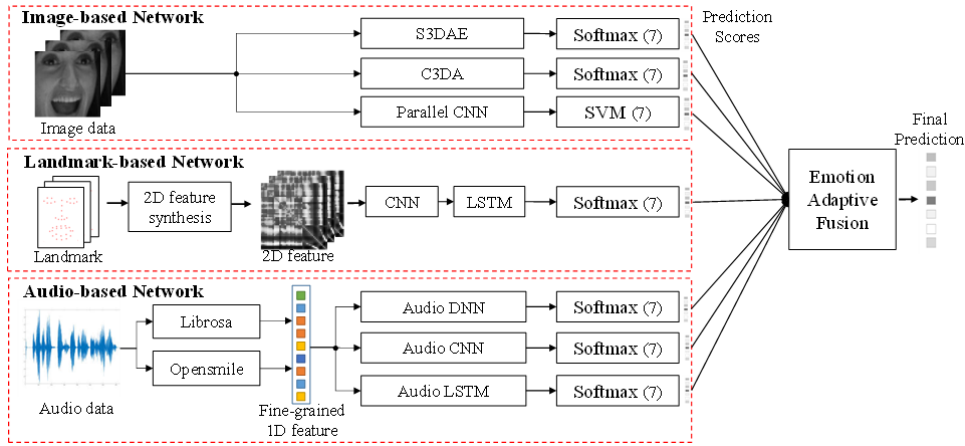 Image-based Network
Image data
S3DAE
Softmax (7)
C3DA
Softmax (7)
Parallel CNN
SVM (7)
Prediction
Scores
Landmark-based Network
Landmark
2D feature
synthesis
2D feature
CNN
LSTM
Softmax (7)
Audio-based Network
Audio data
Librosa
Opensmile
Fine-grained
1D feature
Audio DNN
Softmax (7)
Audio CNN
Softmax (7)
Audio LSTM
Softmax (7)
Emotion
Adaptive
Fusion
Final
Prediction